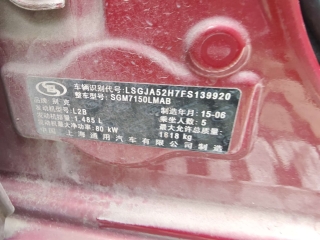 车辆识别代号: LSGJA52H7FS139920
整车型号: SGM7150LMAB
品牌: 别克 制造年月: 15-06
发动机型号: L2B 乘坐人数: 5
发动机排量: 1.485 L 最大允许总质量:
发动机最大净功率: 80 kW 1618 kg
中国 上海通用汽车有限公司制造